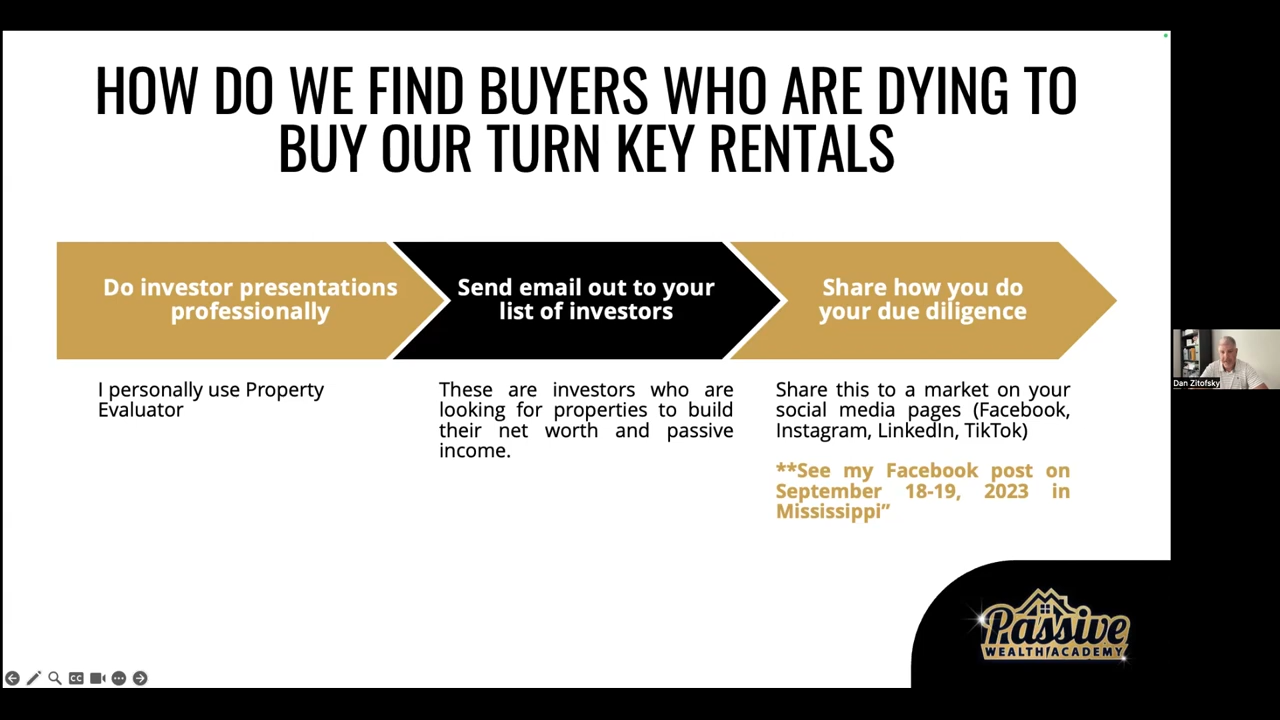 HOW DO WE FIND BUYERS WHO ARE DYING TO
BUY OUR TURN KEY RENTALS
Do investor presentations
professionally
Send email out to your
list of investors
Share how you do
your due diligence
I personally use Property
Evaluator
These are investors who are
looking for properties to build
their net worth and passive
income.
Share this to a market on your
social media pages (Facebook,
Instagram, LinkedIn, TikTok)
**See my Facebook post on
September 18-19, 2023 in
Mississippi”
Dan Zitofsky
Passive
WEALTH ACADEMY
CC